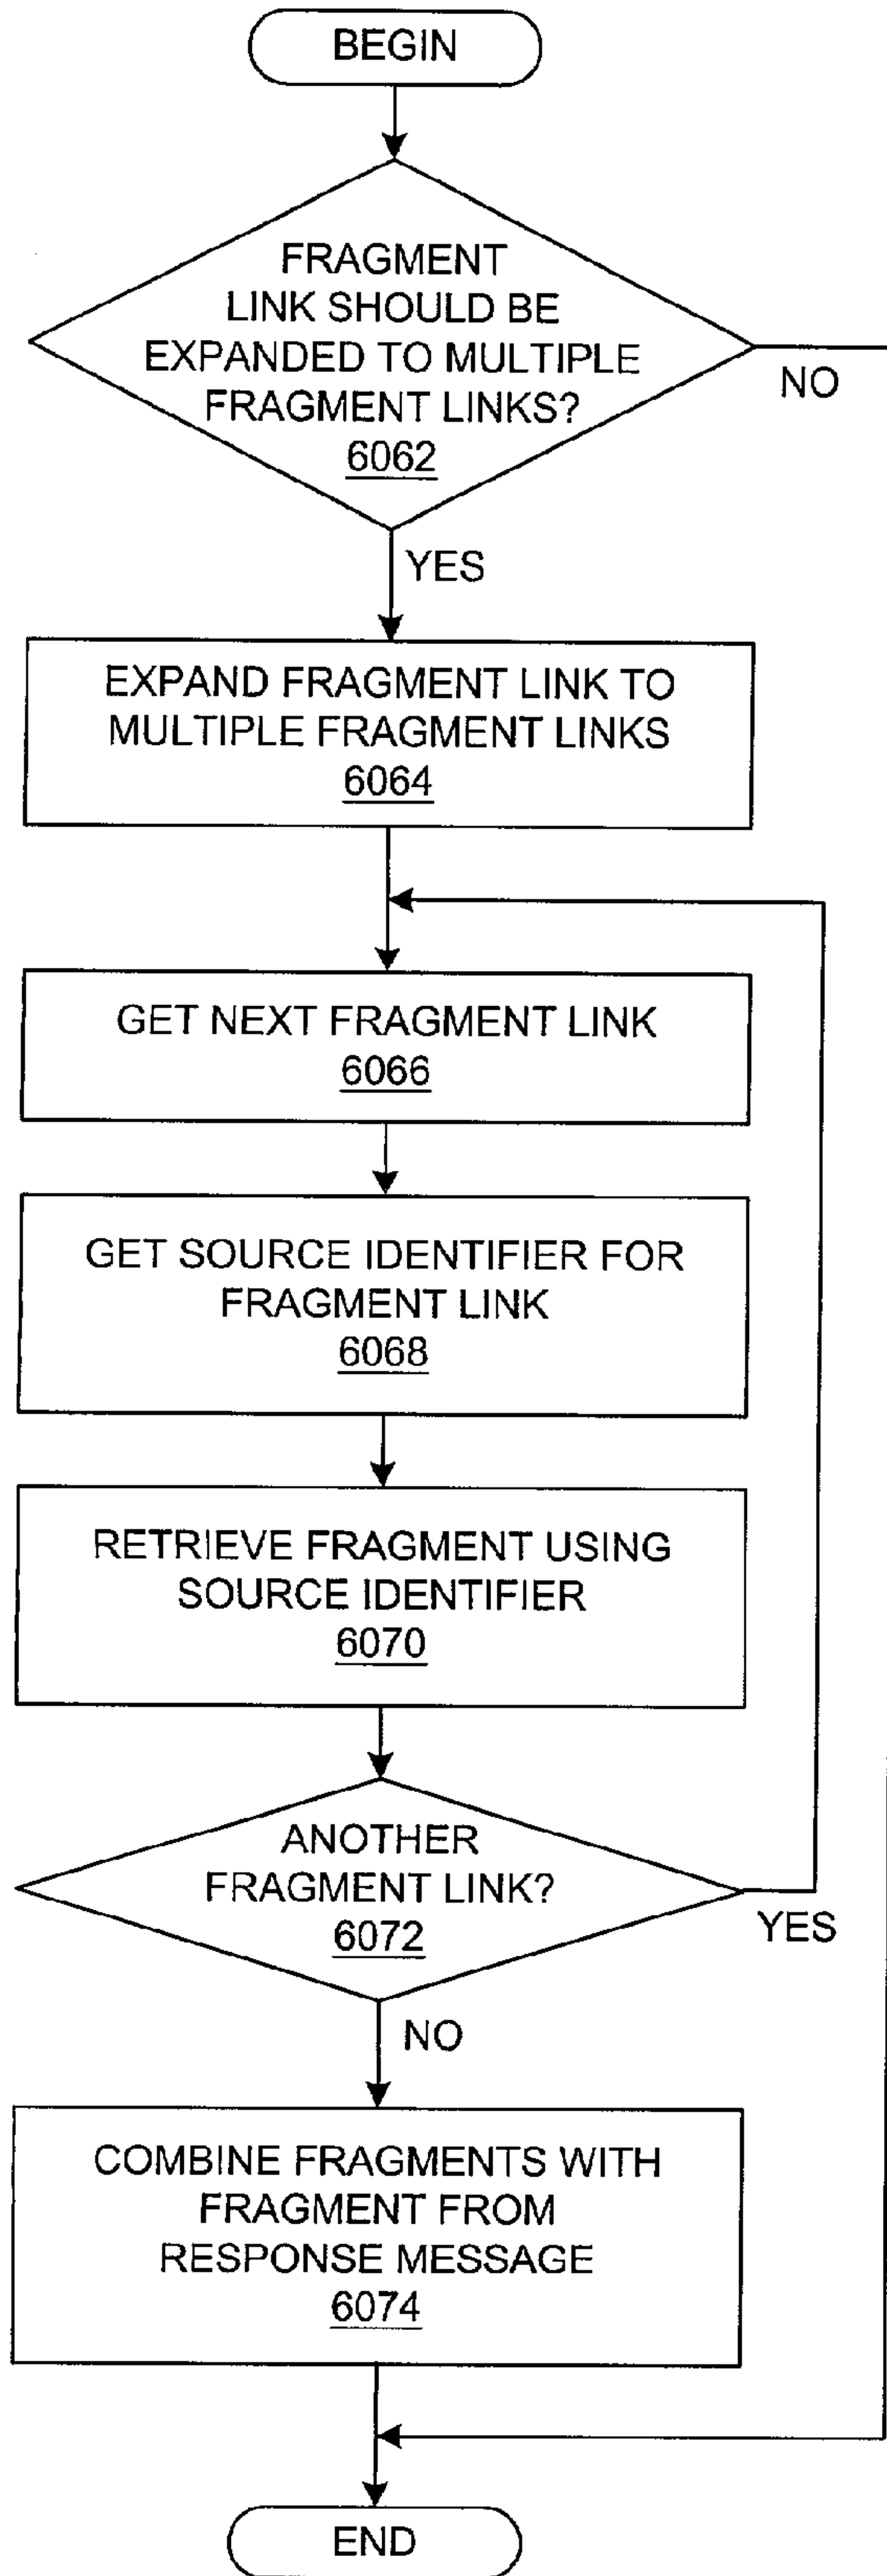 BEGIN
FRAGMENT
LINK SHOULD BE
EXPANDED TO MULTIPLE
FRAGMENT LINKS?
6062
NO
YES
EXPAND FRAGMENT LINK TO
MULTIPLE FRAGMENT LINKS
6064
GET NEXT FRAGMENT LINK
6066
GET SOURCE IDENTIFIER FOR
FRAGMENT LINK
6068
RETRIEVE FRAGMENT USING
SOURCE IDENTIFIER
6070
ANOTHER
FRAGMENT LINK?
6072
YES
NO
COMBINE FRAGMENTS WITH
FRAGMENT FROM
RESPONSE MESSAGE
6074
END